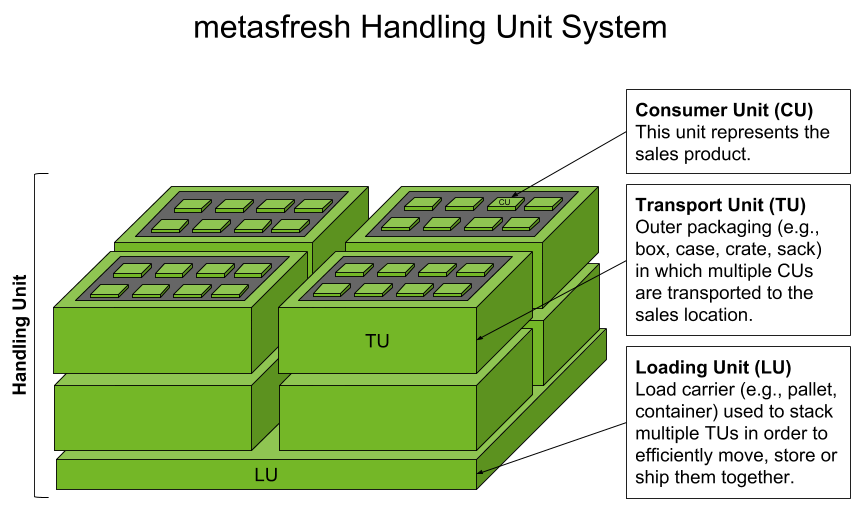 metasfresh Handling Unit System
Consumer Unit (CU)
This unit represents the
sales product.
Transport Unit (TU)
Outer packaging (e.g.,
box, case, crate, sack)
in which multiple CUs
are transported to the
sales location.
Loading Unit (LU)
Load carrier (e.g., pallet,
container) used to stack
multiple TUs in order to
efficiently move, store or
ship them together.
Handling Unit
CU
TU
LU